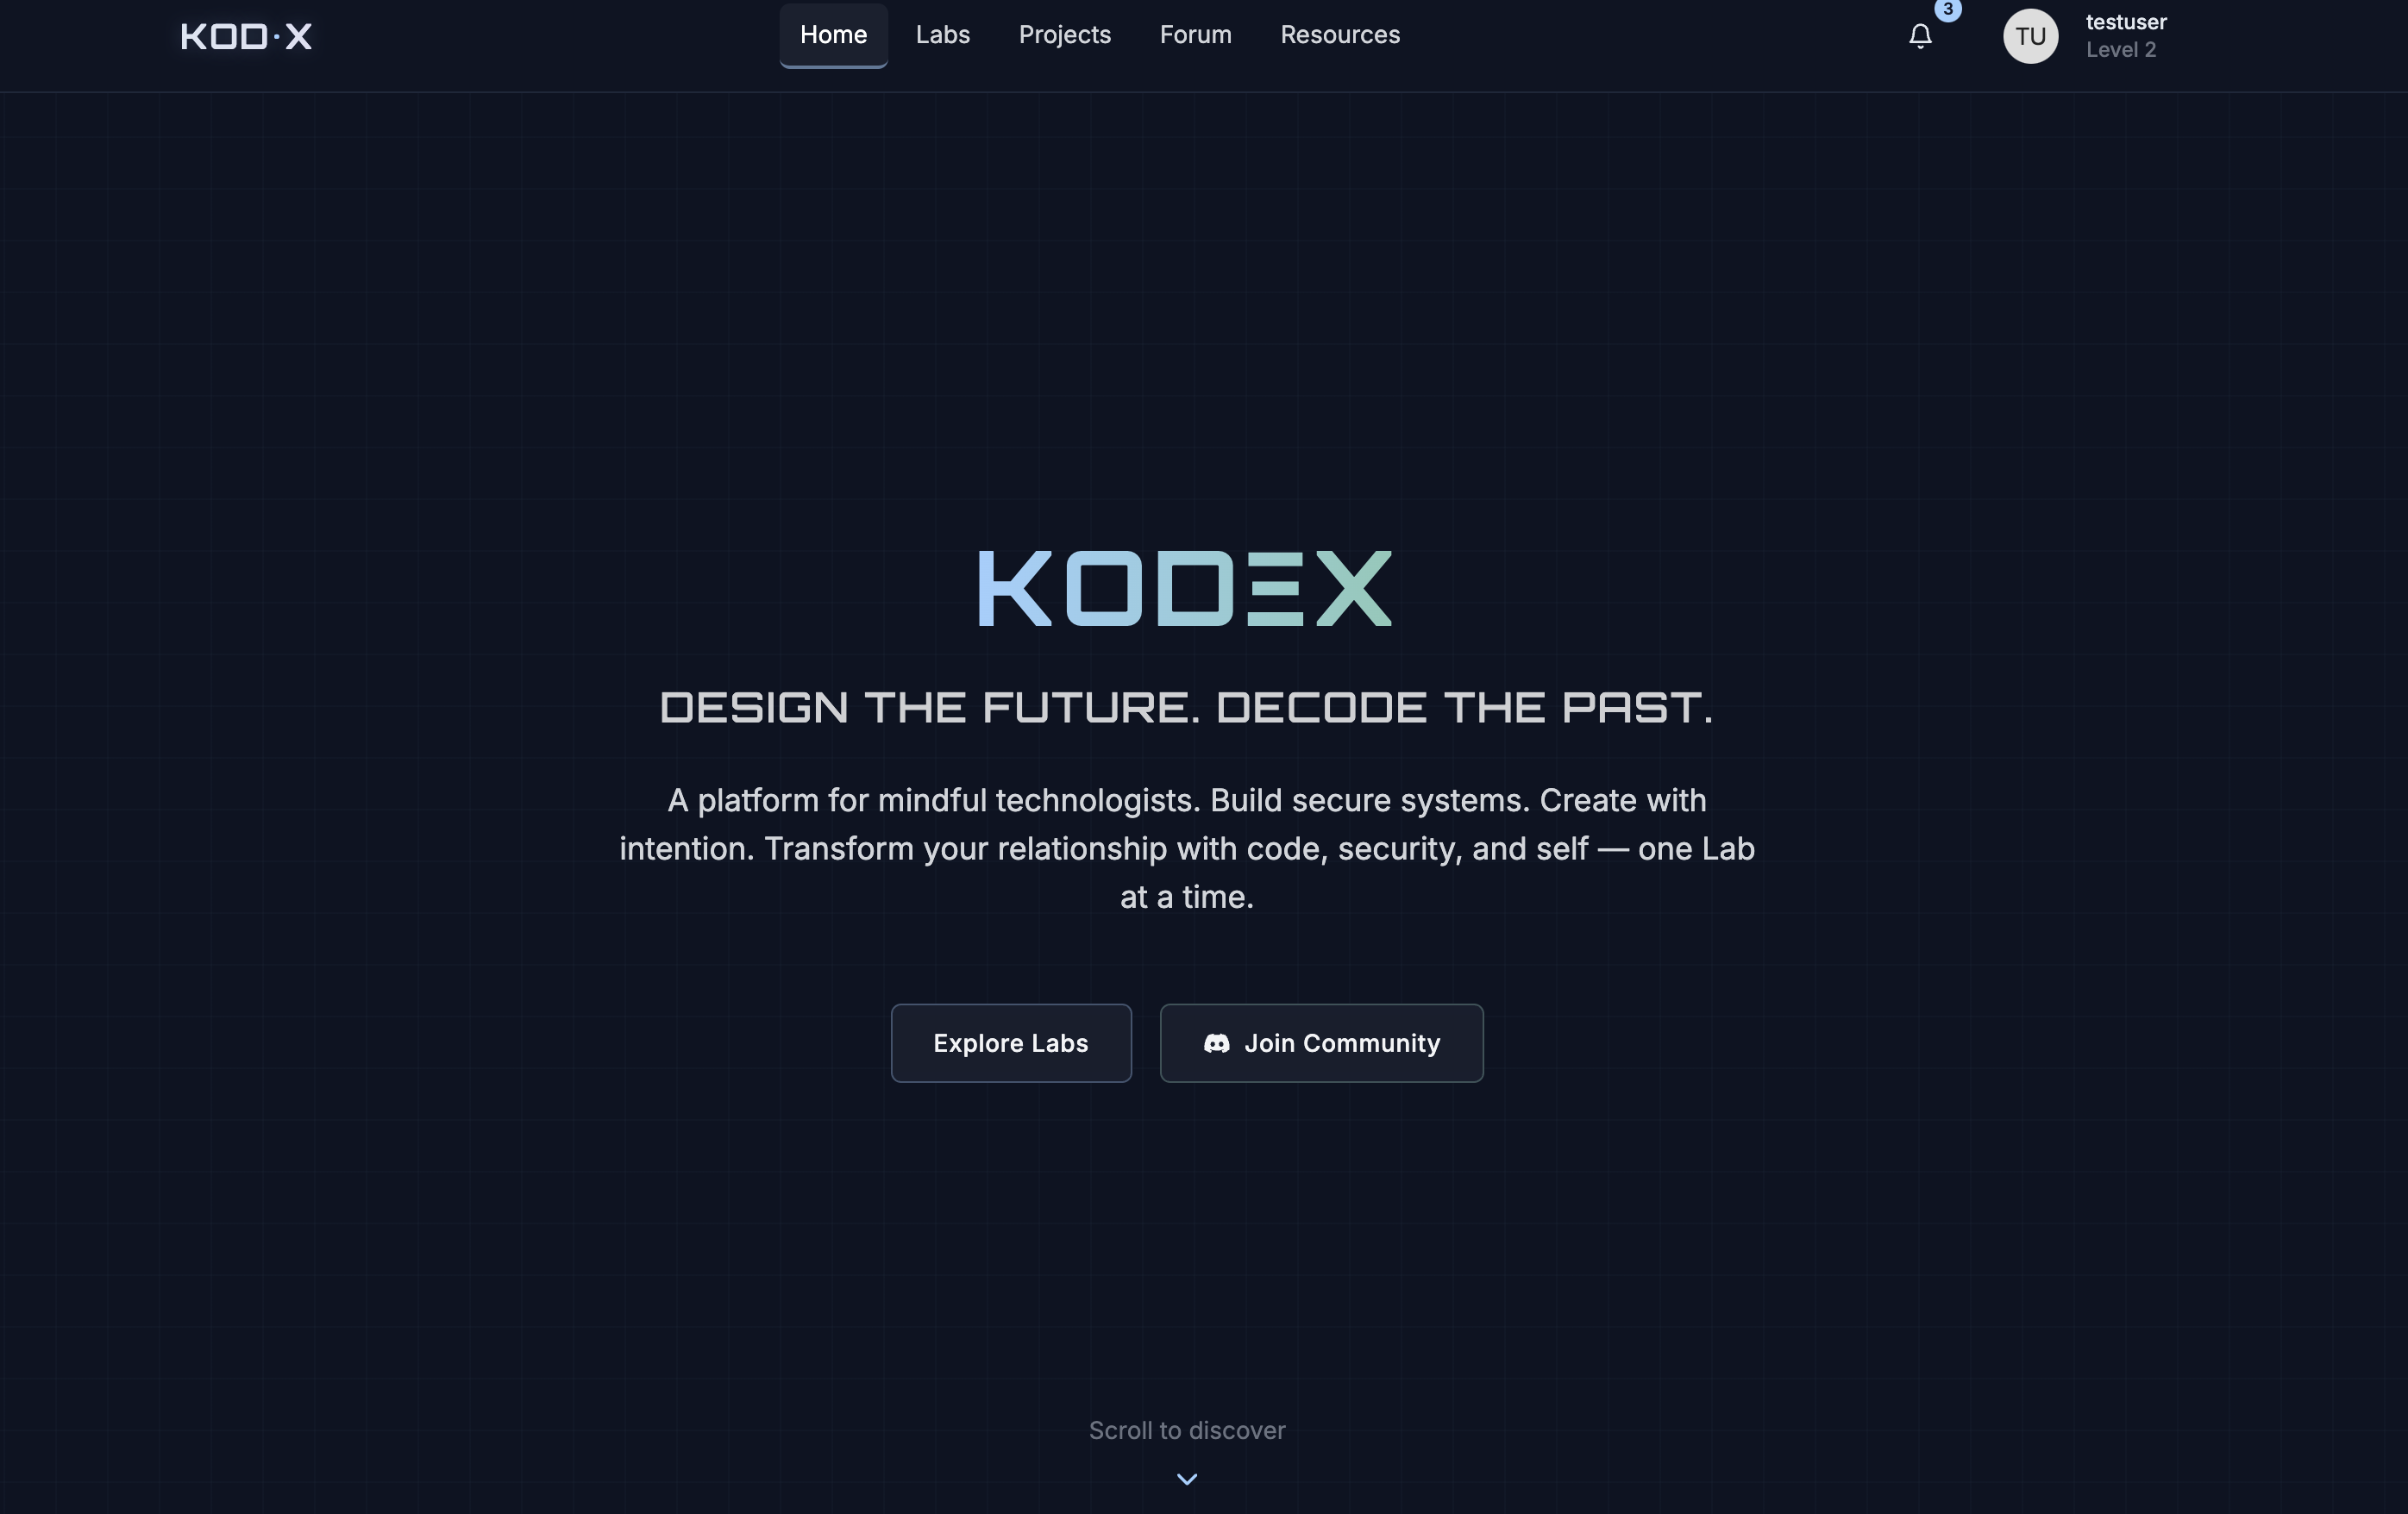 KOD·X
Home Labs Projects Forum Resources
3
TU
testuser
Level 2
KODEX
DESIGN THE FUTURE. DECODE THE PAST.
A platform for mindful technologists. Build secure systems. Create with
intention. Transform your relationship with code, security, and self — one Lab
at a time.
Explore Labs
Join Community
Scroll to discover